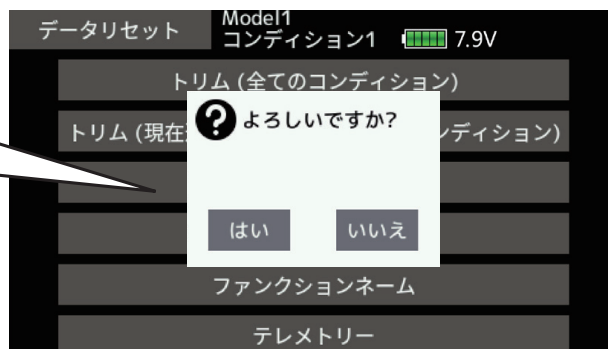 データリセット
Model1
コンディション1 7.9V
トリム (全てのコンディション)
トリム (現在 ンディション)
よろしいですか?
はい いいえ
ファンクションネーム
テレメトリー